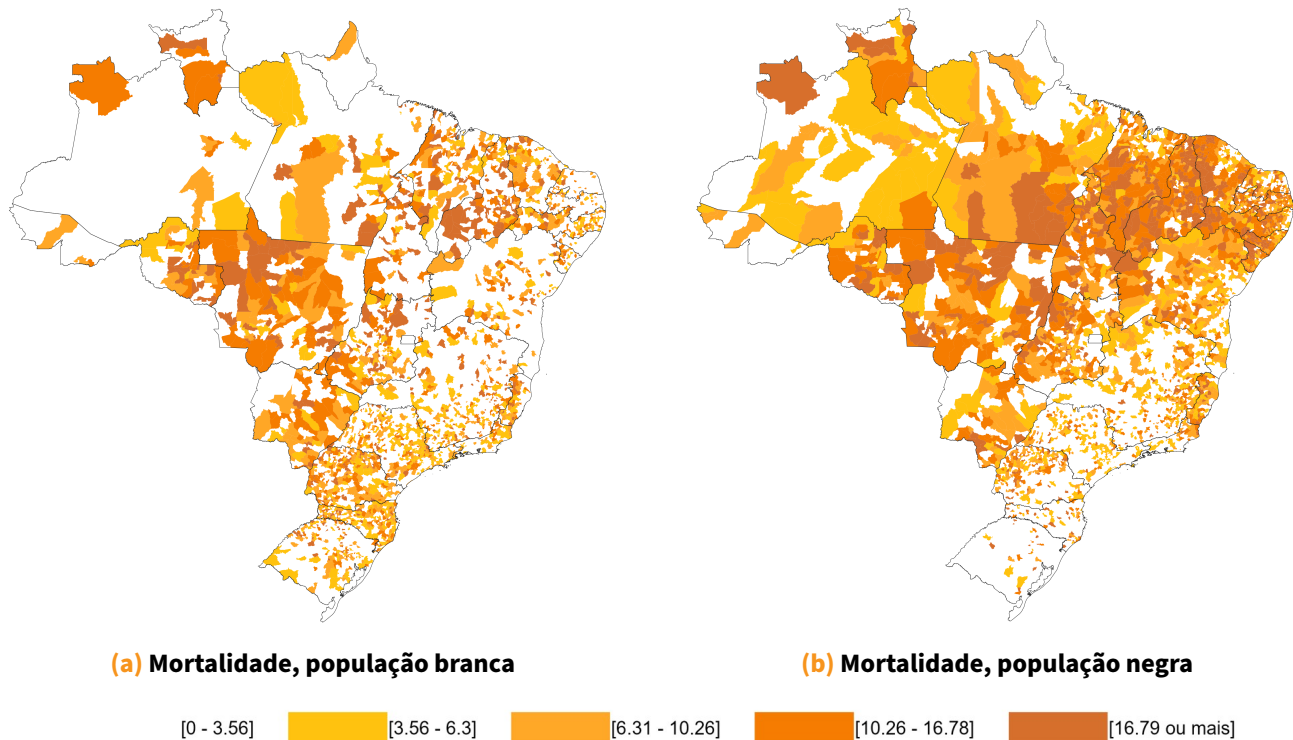 (a) Mortalidade, população branca
(b) Mortalidade, população negra
[0 - 3.56] [3.56 - 6.3] [6.31 - 10.26] [10.26 - 16.78] [16.79 ou mais]